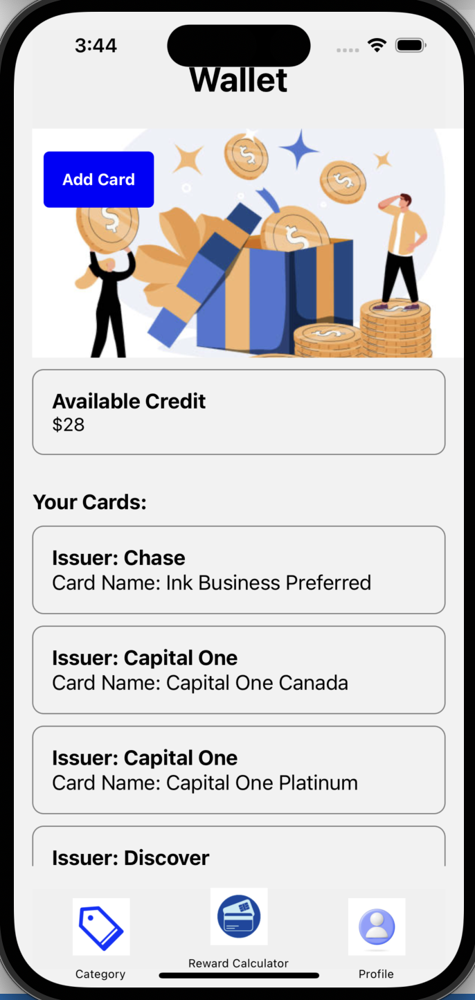 3:44
Wallet
Add Card
Available Credit
$28
Your Cards:
Issuer: Chase
Card Name: Ink Business Preferred
Issuer: Capital One
Card Name: Capital One Canada
Issuer: Capital One
Card Name: Capital One Platinum
Issuer: Discover
Category
Reward Calculator
Profile